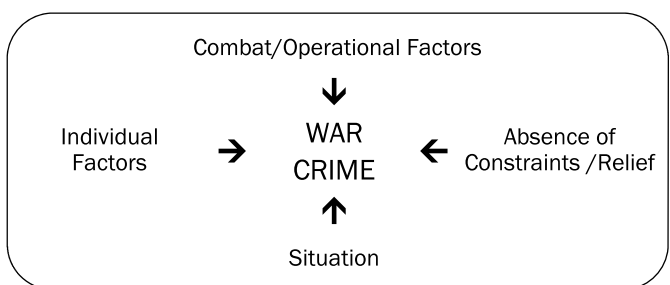 Combat/Operational Factors
Individual
Factors
WAR
CRIME
Absence of
Constraints /Relief
Situation